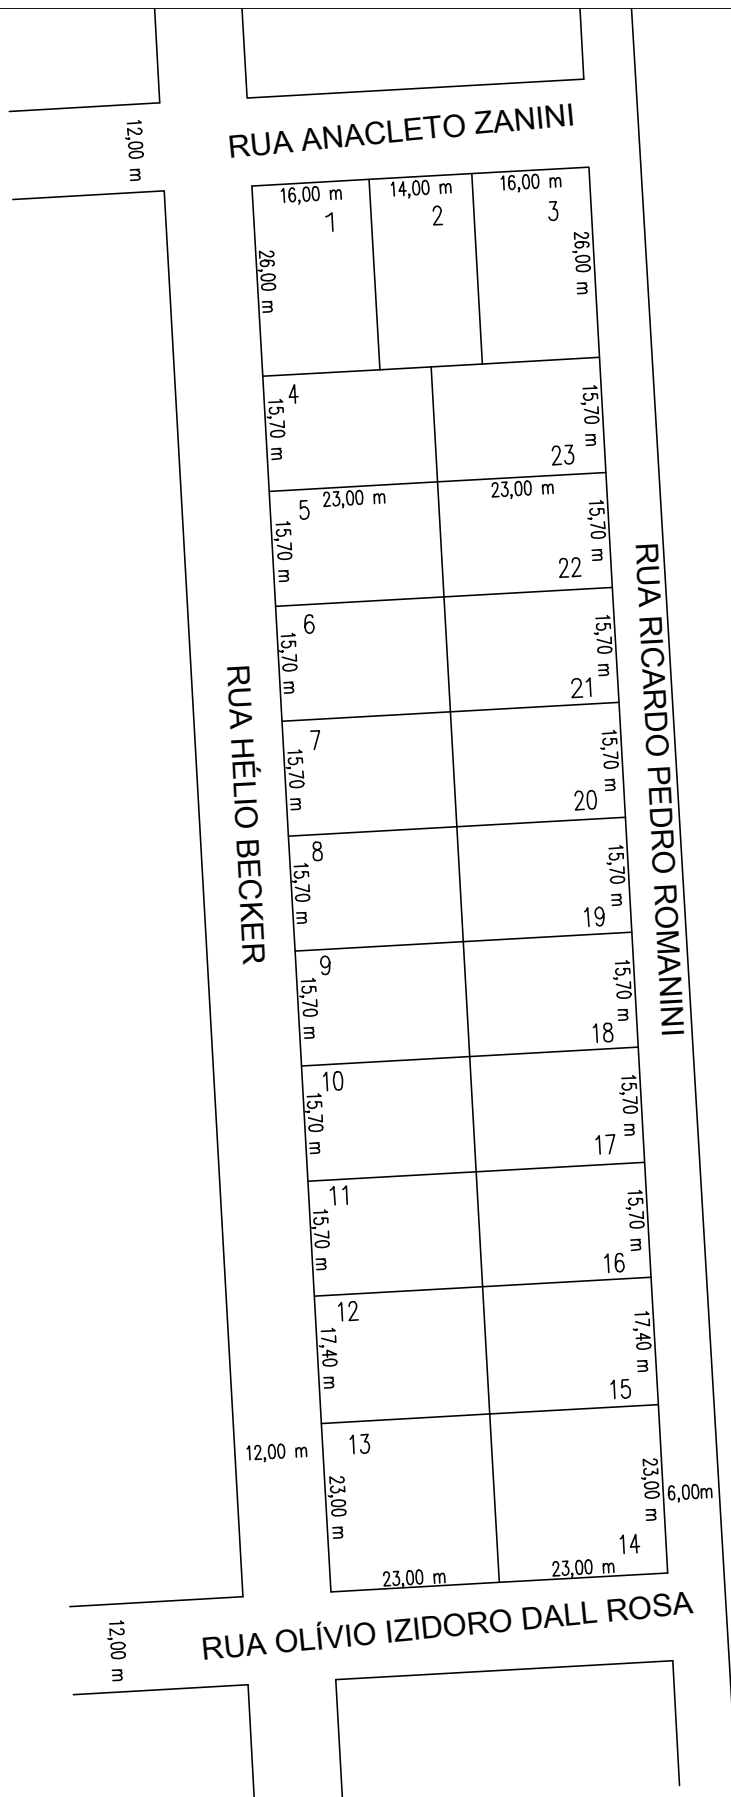 12,00 m
RUA ANACLETO ZANINI
16,00 m
14,00 m
16,00 m
1
2
3
26,00 m
26,00 m
4
15,70 m
15,70 m
23
5
23,00 m
23,00 m
15,70 m
15,70 m
22
6
15,70 m
15,70 m
21
7
15,70 m
15,70 m
20
8
15,70 m
15,70 m
19
9
15,70 m
15,70 m
18
10
15,70 m
15,70 m
17
11
15,70 m
15,70 m
16
12
17,40 m
17,40 m
15
RUA HÉLIO BECKER
RUA RICARDO PEDRO ROMANINI
12,00 m
13
23,00 m
23,00 m
6,00m
14
23,00 m
23,00 m
RUA OLÍVIO IZIDORO DALL ROSA
12,00 m